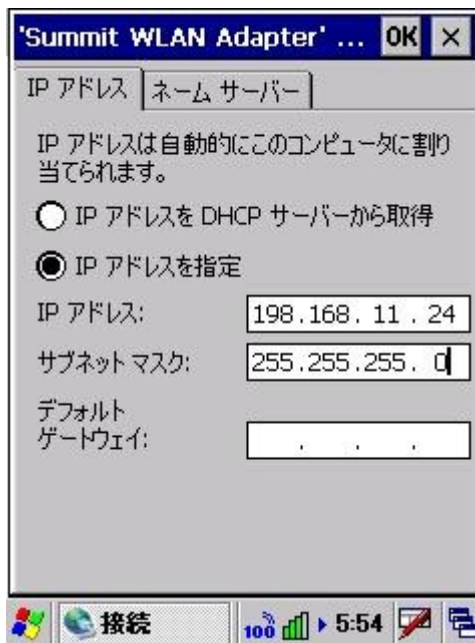 'Summit WLAN Adapter' ... OK ×
IP アドレス ネーム サーバー
IP アドレスは自動的にこのコンピュータに割り
当てられます。
IP アドレスを DHCP サーバーから取得
IP アドレスを指定
IP アドレス: 198.168. 11 . 24
サブネット マスク: 255.255.255. 0
デフォルト
ゲートウェイ: . . .
接続 100 5:54